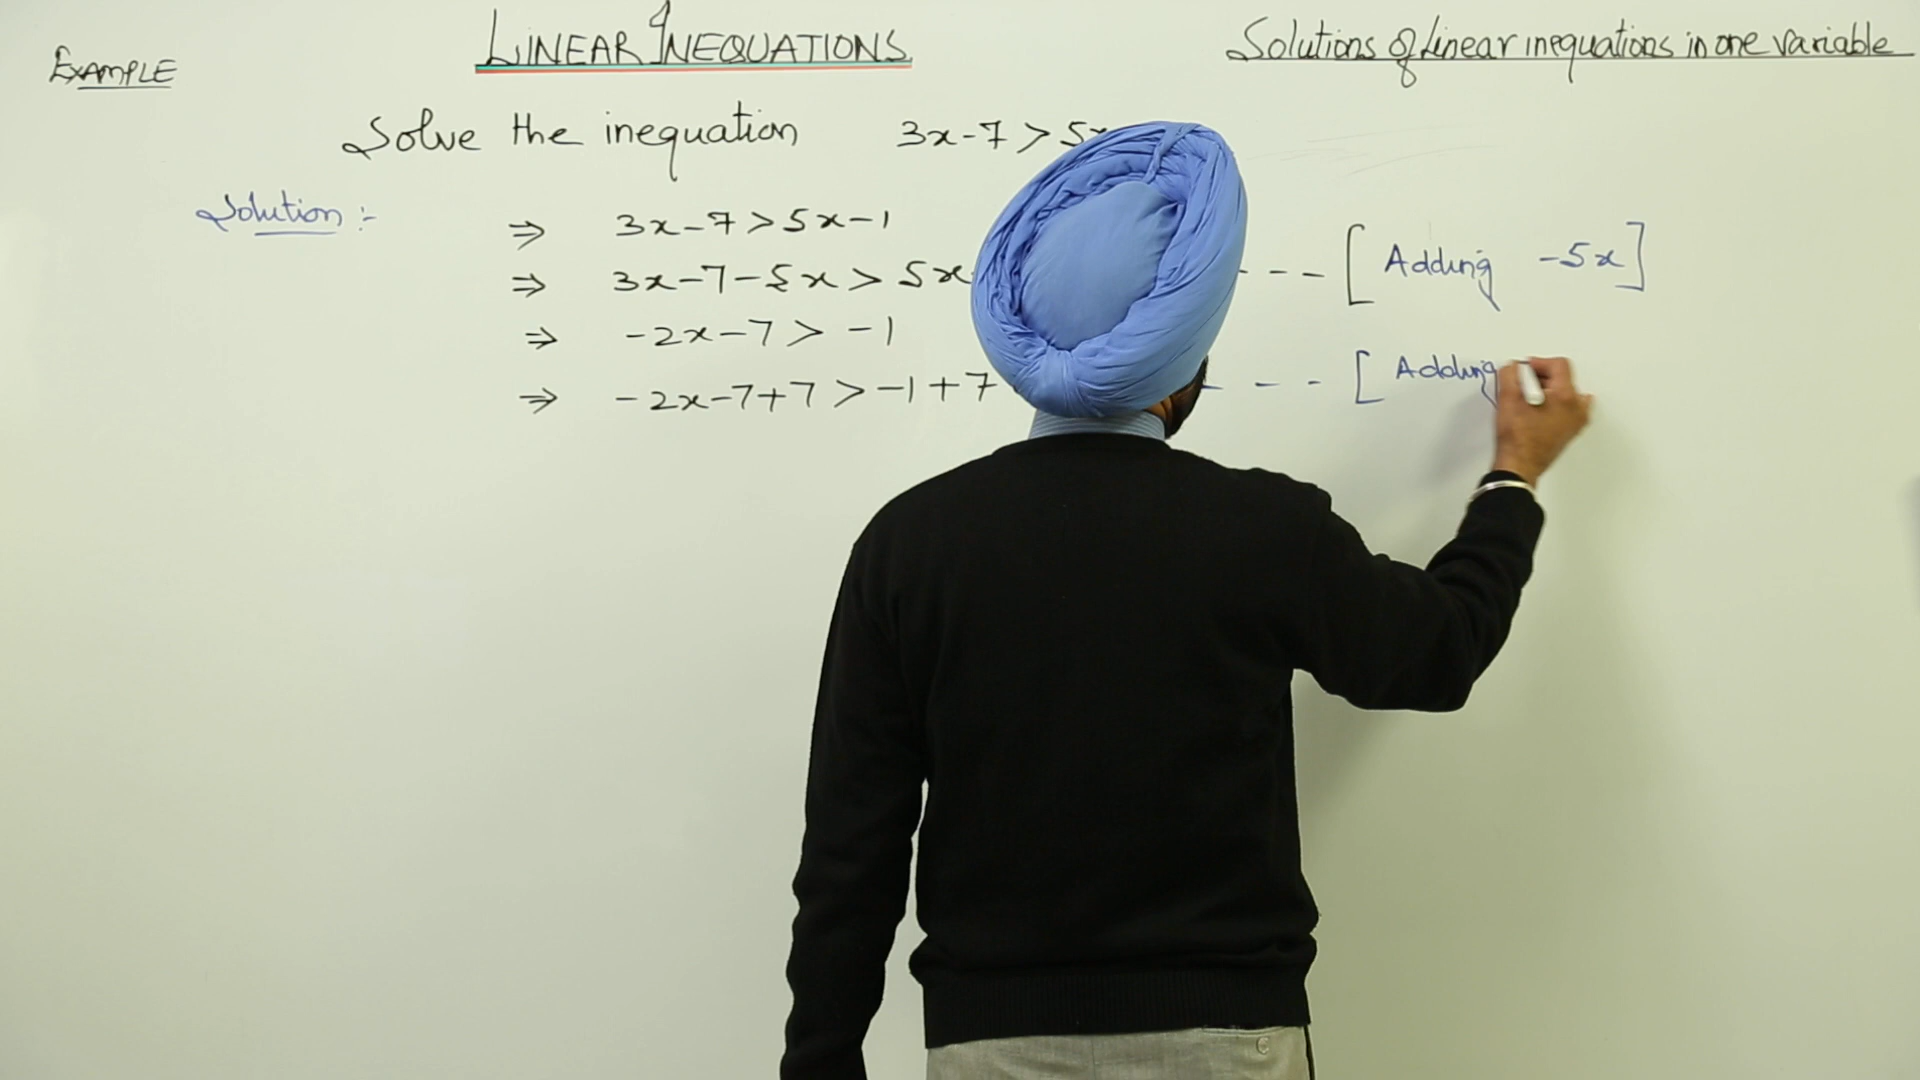 EXAMPLE
LINEAR INEQUATIONS
Solutions of Linear inequations in one variable
Solve the inequation 3x-7 > 5x
Solution :-
⇒ 3x-7 > 5x-1
⇒ 3x-7-5x > 5x --- [Adding -5x]
⇒ -2x-7 > -1
⇒ -2x-7+7 > -1+7 --- [Adding